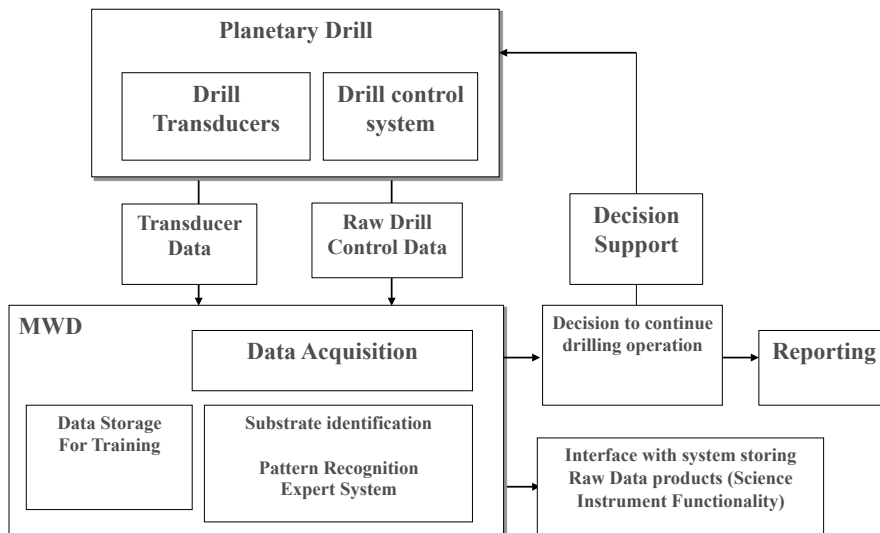 Planetary Drill
Drill
Transducers
Drill control
system
Transducer
Data
Raw Drill
Control Data
Decision
Support
MWD
Data Acquisition
Data Storage
For Training
Substrate identification
Pattern Recognition
Expert System
Decision to continue
drilling operation
Reporting
Interface with system storing
Raw Data products (Science
Instrument Functionality)